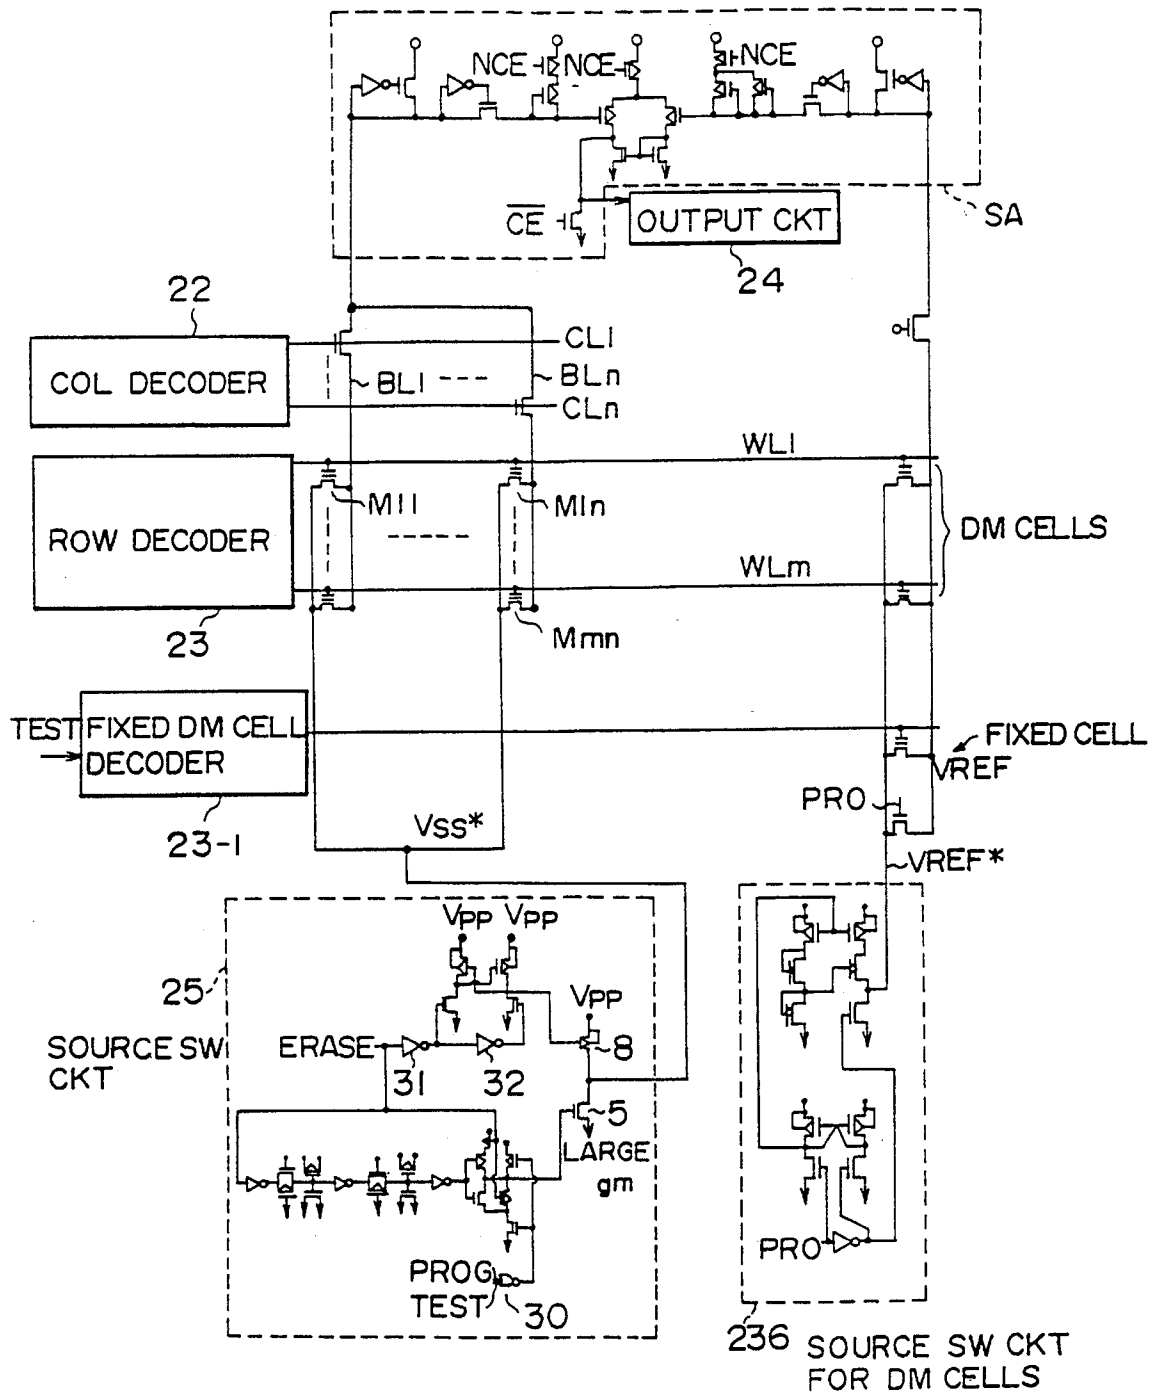 NCE NCE NCE
SA
CE
OUTPUT CKT
24
22
COL DECODER
CL1
BL1
BLn
CLn
WL1
M11
M1n
ROW DECODER
DM CELLS
WLm
23
Mmn
TEST
FIXED DM CELL
DECODER
FIXED CELL
VREF
PRO
23-1
VSS*
VREF*
VPP VPP
25
VPP
SOURCE SW
CKT
ERASE
31
32
8
5
LARGE
gm
PROG
TEST
30
PRO
236
SOURCE SW CKT
FOR DM CELLS